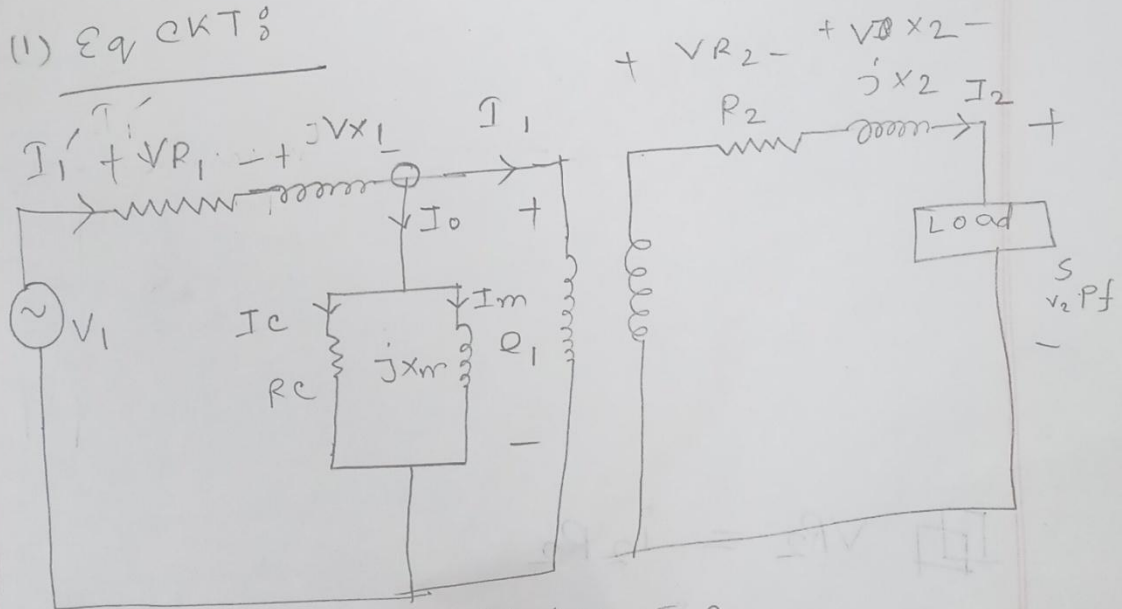 (1) Eq CKT:
+ VR2 - + VX2 -
jX2 I2
R2 +
I1' + VR1 - + jVX1 - I1
I0 +
Load
S
V2 Pf
-
V1
Ic Im
Rc jXm e1
-